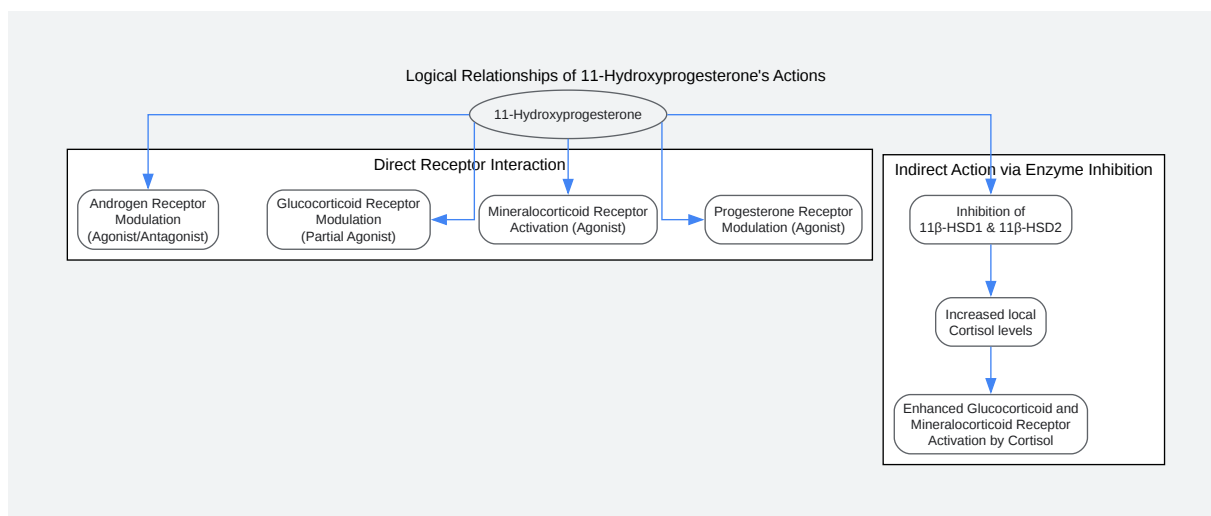 Logical Relationships of 11-Hydroxyprogesterone's Actions
11-Hydroxyprogesterone
Direct Receptor Interaction
Androgen Receptor
Modulation
(Agonist/Antagonist)
Glucocorticoid Receptor
Modulation
(Partial Agonist)
Mineralocorticoid Receptor
Activation (Agonist)
Progesterone Receptor
Modulation (Agonist)
Indirect Action via Enzyme Inhibition
Inhibition of
11β-HSD1 & 11β-HSD2
Increased local
Cortisol levels
Enhanced Glucocorticoid and
Mineralocorticoid Receptor
Activation by Cortisol